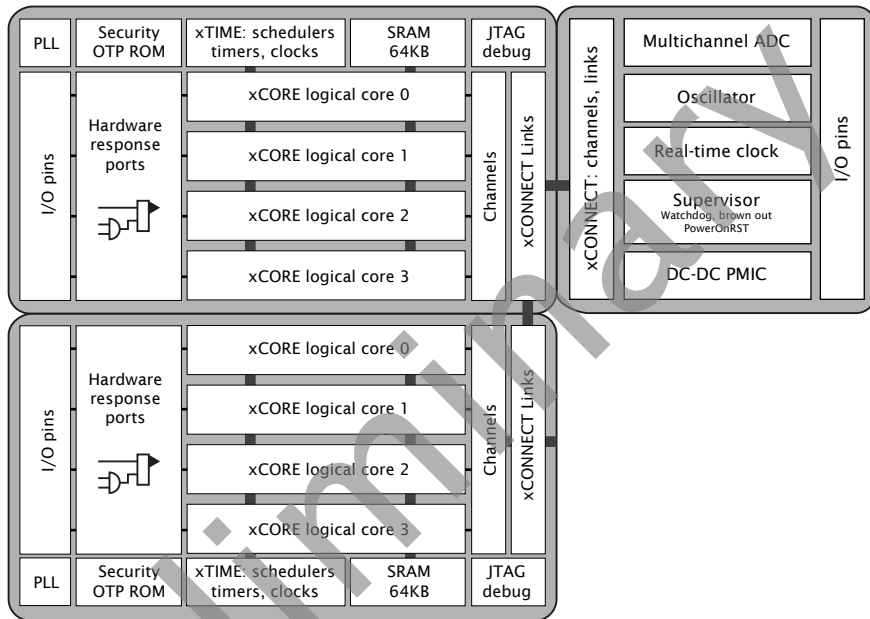 PLL
Security
OTP ROM
xTIME: schedulers
timers, clocks
SRAM
64KB
JTAG
debug
I/O pins
Hardware
response
ports
xCORE logical core 0
xCORE logical core 1
xCORE logical core 2
xCORE logical core 3
Channels
xCONNECT Links
xCONNECT: channels, links
Multichannel ADC
Oscillator
Real-time clock
Supervisor
Watchdog, brown out
PowerOnRST
DC-DC PMIC
I/O pins
I/O pins
Hardware
response
ports
xCORE logical core 0
xCORE logical core 1
xCORE logical core 2
xCORE logical core 3
Channels
xCONNECT Links
PLL
Security
OTP ROM
xTIME: schedulers
timers, clocks
SRAM
64KB
JTAG
debug
liminary